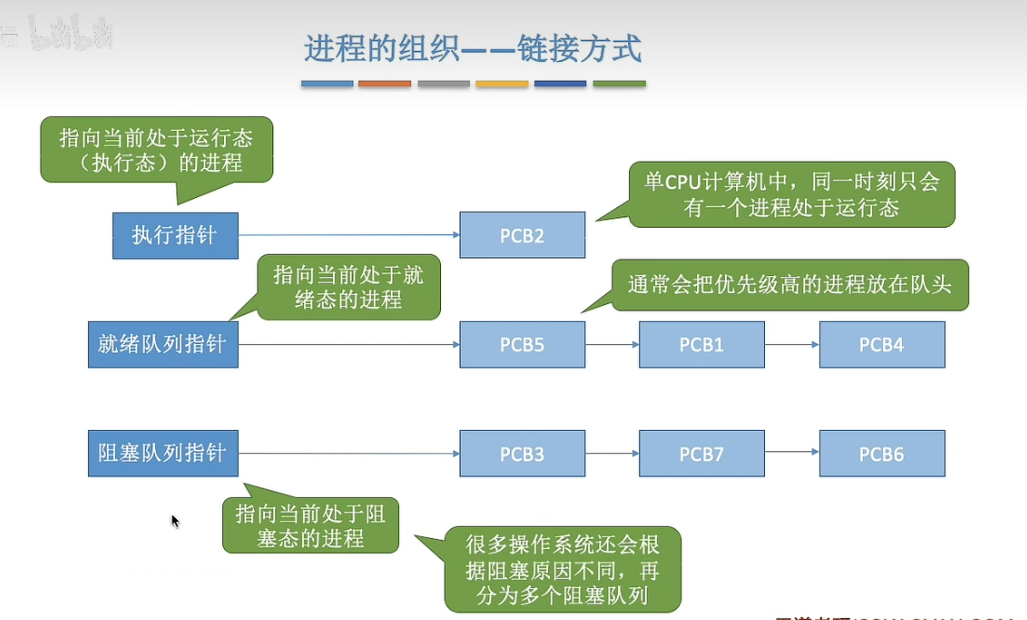 bilibili
进程的组织——链接方式
指向当前处于运行态
（执行态）的进程
单CPU计算机中，同一时刻只会
有一个进程处于运行态
执行指针
PCB2
指向当前处于就
绪态的进程
通常会把优先级高的进程放在队头
就绪队列指针
PCB5
PCB1
PCB4
阻塞队列指针
PCB3
PCB7
PCB6
指向当前处于阻
塞态的进程
很多操作系统还会根
据阻塞原因不同，再
分为多个阻塞队列